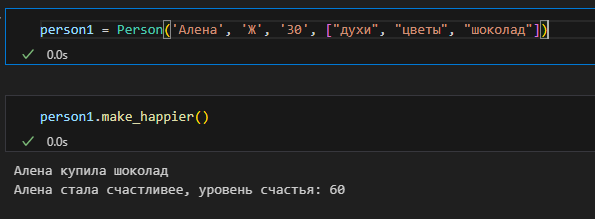 person1 = Person('Алена', 'Ж', '30', ["духи", "цветы", "шоколад"])
0.0s
person1.make_happier()
0.0s
Алена купила шоколад
Алена стала счастливее, уровень счастья: 60